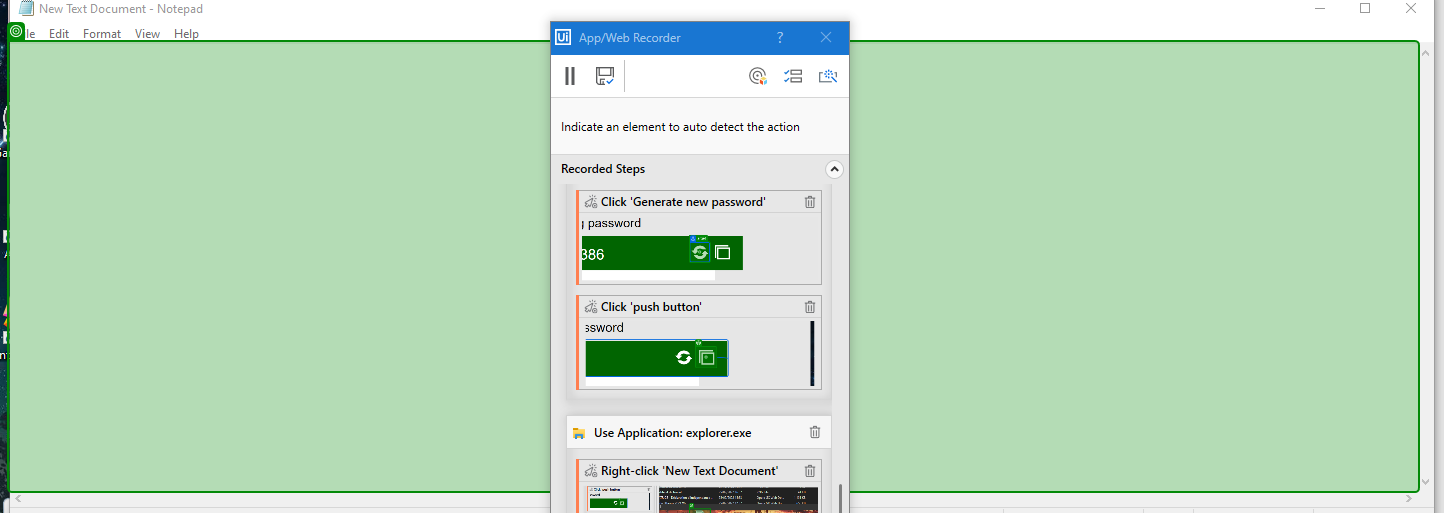 New Text Document - Notepad
le Edit Format View Help
Ui App/Web Recorder ?
Indicate an element to auto detect the action
Recorded Steps
Click 'Generate new password'
g password
386
Click 'push button'
ssword
Use Application: explorer.exe
Right-click 'New Text Document'